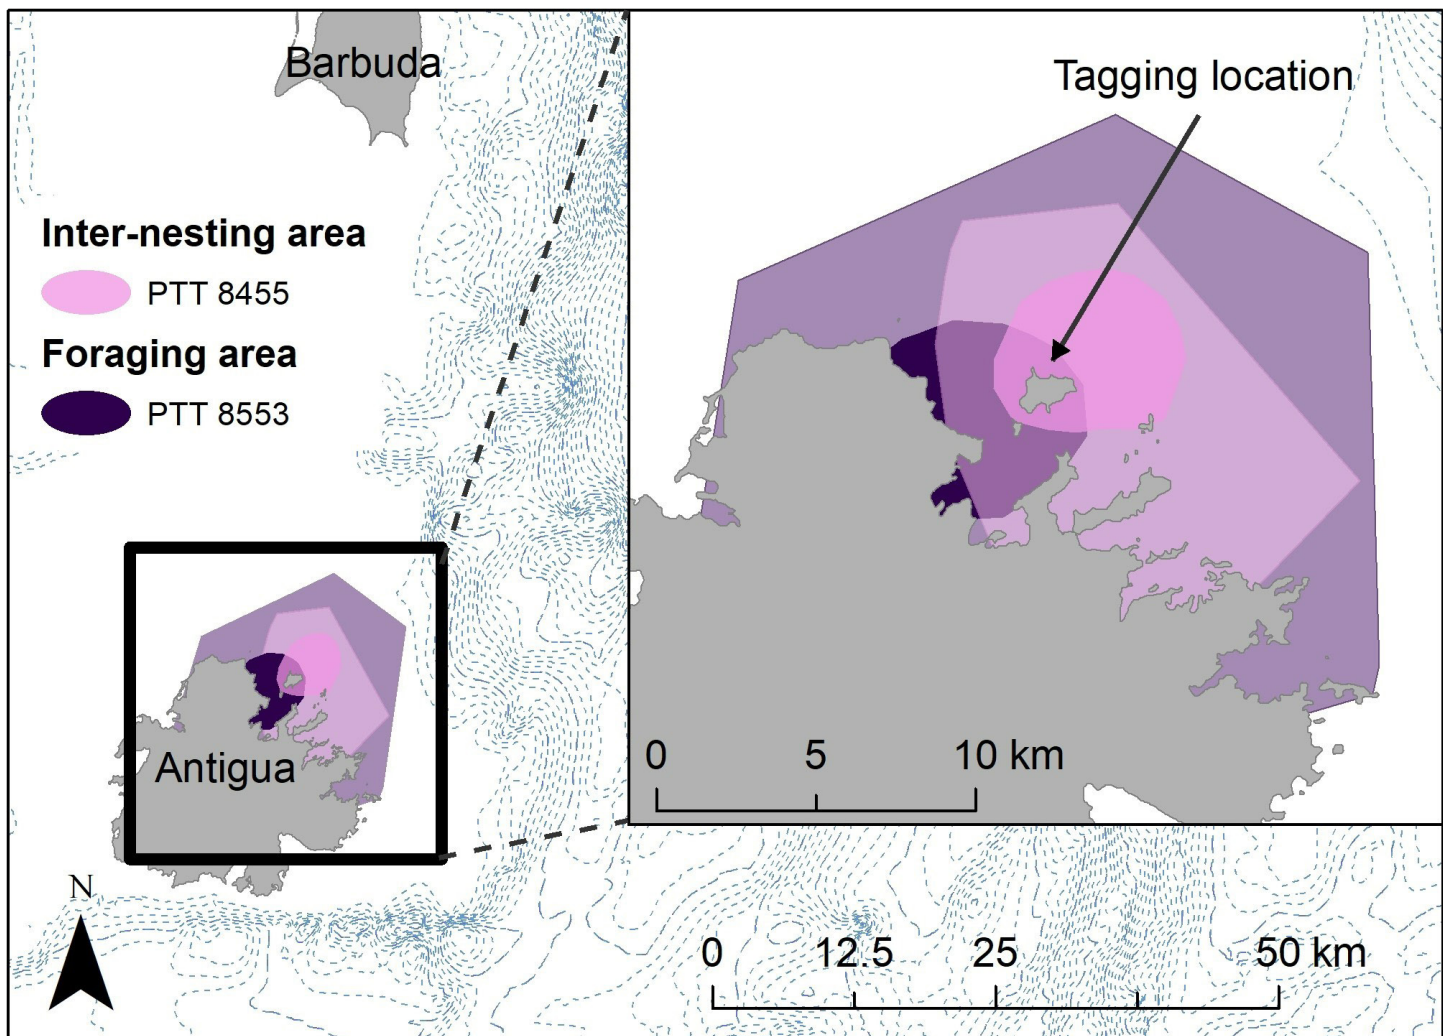 Barbuda
Tagging location
Inter-nesting area
PTT 8455
Foraging area
PTT 8553
Antigua
0 5 10 km
N
0 12.5 25 50 km